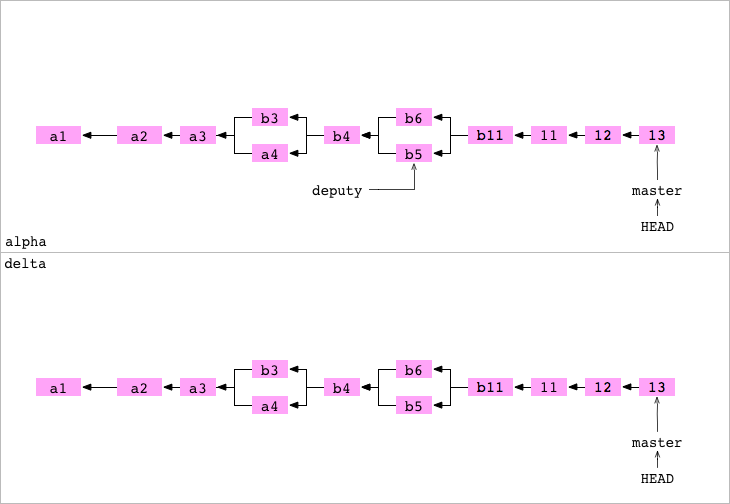 b3 b6
a1 a2 a3 b4 b11 11 12 13
a4 b5
deputy master
HEAD
alpha
delta
b3 b6
a1 a2 a3 b4 b11 11 12 13
a4 b5
master
HEAD